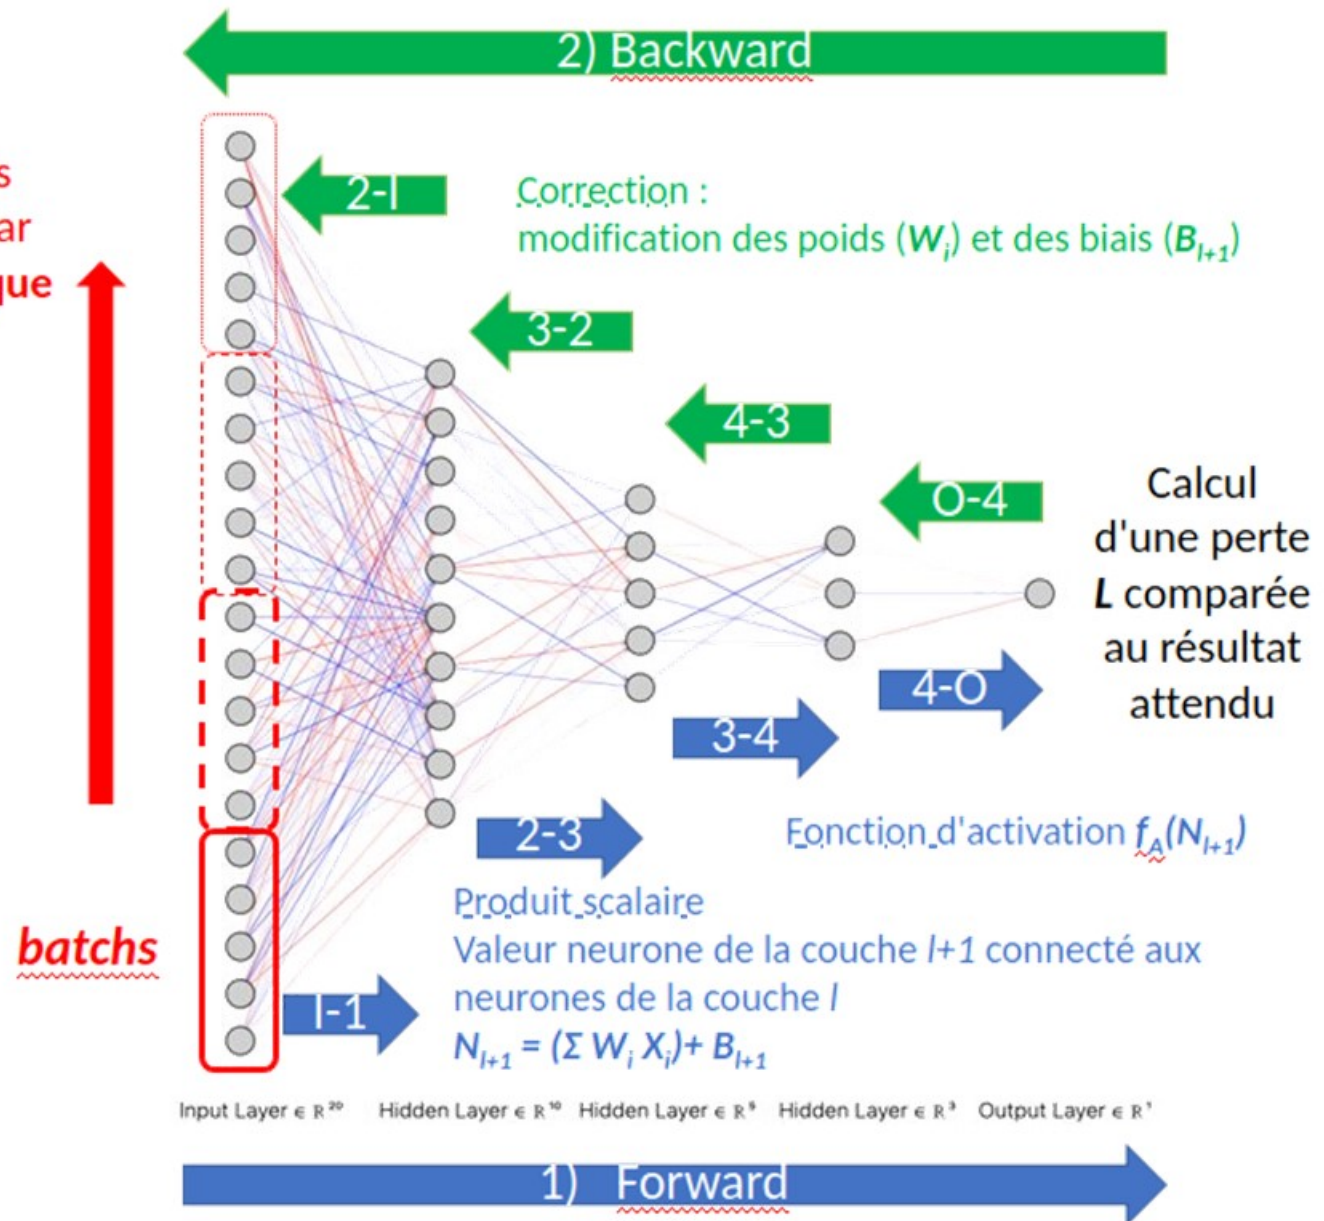 2) Backward
s
ar
que
2-I
Correction :
modification des poids (Wi) et des biais (Bl+1)
3-2
4-3
O-4
Calcul
d'une perte
L comparée
au résultat
attendu
4-O
3-4
2-3
Fonction d'activation fA(Nl+1)
Produit scalaire
Valeur neurone de la couche l+1 connecté aux
neurones de la couche l
Nl+1 = (Σ Wi Xi)+ Bl+1
batchs
I-1
Input Layer ∈ ℝ²⁰ Hidden Layer ∈ ℝ¹⁰ Hidden Layer ∈ ℝ⁵ Hidden Layer ∈ ℝ³ Output Layer ∈ ℝ¹
1) Forward